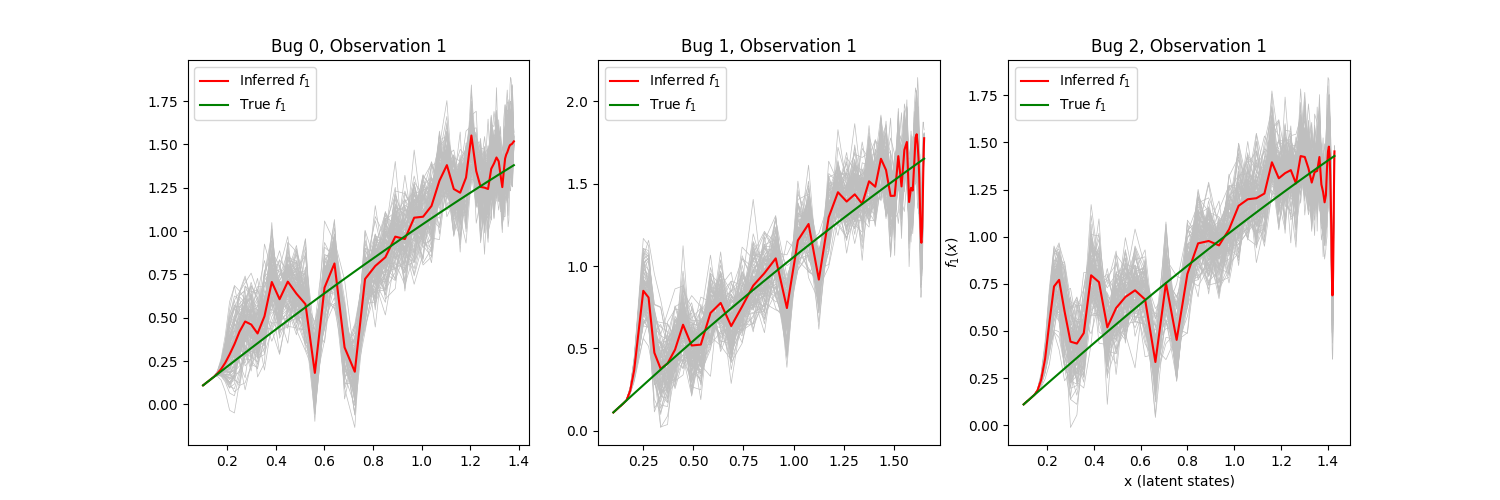 Bug 0, Observation 1
Inferred f₁
True f₁
1.75
1.50
1.25
1.00
0.75
0.50
0.25
0.00
0.2 0.4 0.6 0.8 1.0 1.2 1.4
Bug 1, Observation 1
Inferred f₁
True f₁
2.0
1.5
1.0
0.5
0.0
0.25 0.50 0.75 1.00 1.25 1.50
Bug 2, Observation 1
Inferred f₁
True f₁
f₁(x)
1.75
1.50
1.25
1.00
0.75
0.50
0.25
0.00
0.2 0.4 0.6 0.8 1.0 1.2 1.4
x (latent states)